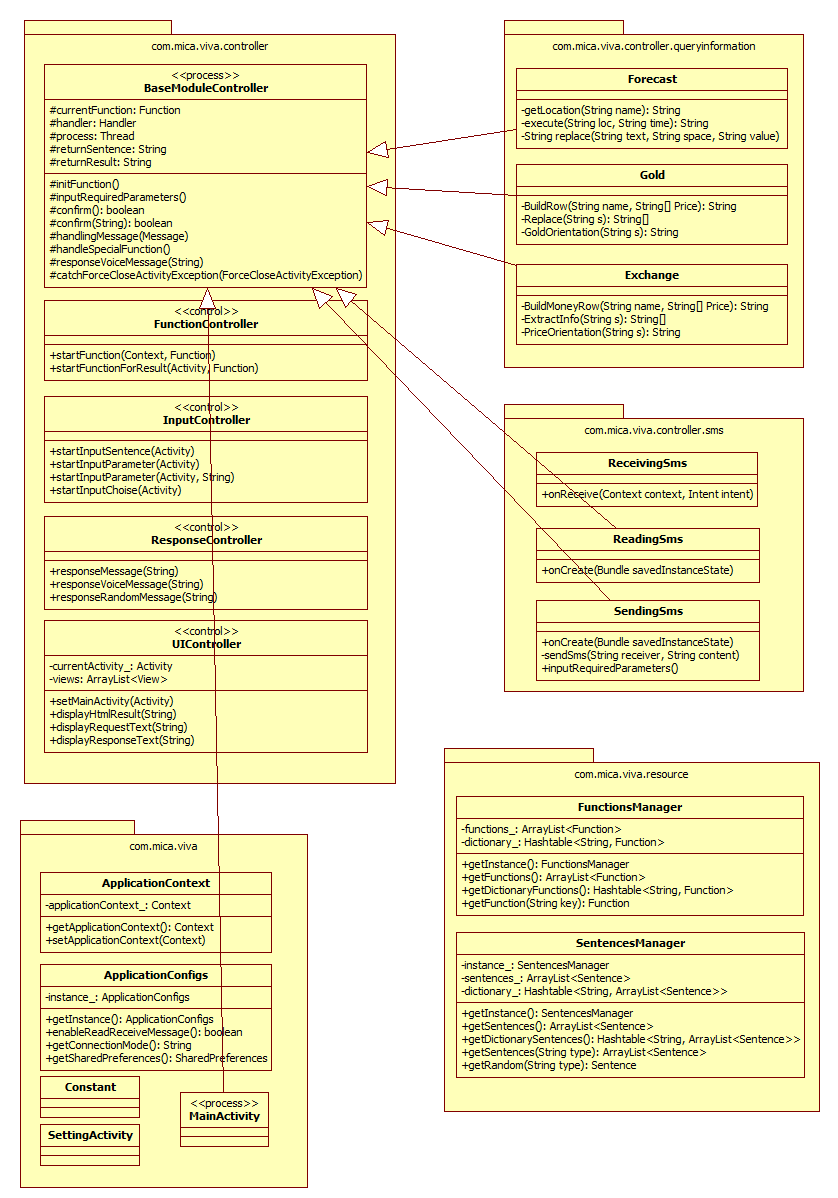 com.mica.viva.controller
<<process>>
BaseModuleController
#currentFunction: Function
#handler: Handler
#process: Thread
#returnSentence: String
#returnResult: String
#initFunction()
#inputRequiredParameters()
#confirm(): boolean
#confirm(String): boolean
#handlingMessage(Message)
#handleSpecialFunction()
#responseVoiceMessage(String)
#catchForceCloseActivityException(ForceCloseActivityException)
<<control>>
FunctionController
+startFunction(Context, Function)
+startFunctionForResult(Activity, Function)
<<control>>
InputController
+startInputSentence(Activity)
+startInputParameter(Activity)
+startInputParameter(Activity, String)
+startInputChoise(Activity)
<<control>>
ResponseController
+responseMessage(String)
+responseVoiceMessage(String)
+responseRandomMessage(String)
<<control>>
UIController
-currentActivity_: Activity
-views: ArrayList<View>
+setMainActivity(Activity)
+displayHtmlResult(String)
+displayRequestText(String)
+displayResponseText(String)
com.mica.viva.controller.queryinformation
Forecast
-getLocation(String name): String
-execute(String loc, String time): String
-String replace(String text, String space, String value)
Gold
-BuildRow(String name, String[] Price): String
-Replace(String s): String[]
-GoldOrientation(String s): String
Exchange
-BuildMoneyRow(String name, String[] Price): String
-ExtractInfo(String s): String[]
-PriceOrientation(String s): String
com.mica.viva.controller.sms
ReceivingSms
+onReceive(Context context, Intent intent)
ReadingSms
+onCreate(Bundle savedInstanceState)
SendingSms
+onCreate(Bundle savedInstanceState)
-sendSms(String receiver, String content)
+inputRequiredParameters()
com.mica.viva.resource
FunctionsManager
-functions_: ArrayList<Function>
-dictionary_: Hashtable<String, Function>
+getInstance(): FunctionsManager
+getFunctions(): ArrayList<Function>
+getDictionaryFunctions(): Hashtable<String, Function>
+getFunction(String key): Function
SentencesManager
-instance_: SentencesManager
-sentences_: ArrayList<Sentence>
-dictionary_: Hashtable<String, ArrayList<Sentence>>
+getInstance(): SentencesManager
+getSentences(): ArrayList<Sentence>
+getDictionarySentences(): Hashtable<String, ArrayList<Sentence>>
+getSentences(String type): ArrayList<Sentence>
+getRandom(String type): Sentence
com.mica.viva
ApplicationContext
-applicationContext_: Context
+getApplicationContext(): Context
+setApplicationContext(Context)
ApplicationConfigs
-instance_: ApplicationConfigs
+getInstance(): ApplicationConfigs
+enableReadReceiveMessage(): boolean
+getConnectionMode(): String
+getSharedPreferences(): SharedPreferences
Constant
SettingActivity
<<process>>
MainActivity